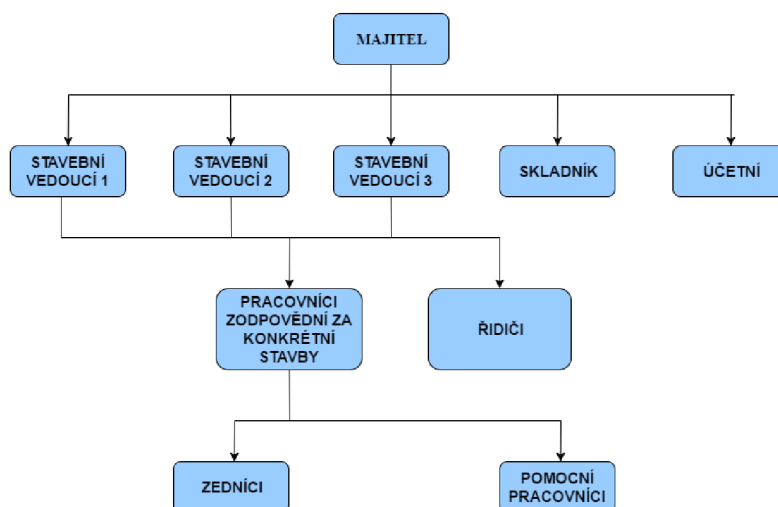 MAJITEL
STAVEBNÍ
VEDOUCÍ 1
STAVEBNÍ
VEDOUCÍ 2
STAVEBNÍ
VEDOUCÍ 3
SKLADNÍK
ÚČETNÍ
PRACOVNÍCI
ZODPOVĚDNÍ ZA
KONKRÉTNÍ
STAVBY
ŘIDIČI
ZEDNÍCI
POMOCNÍ
PRACOVNÍCI